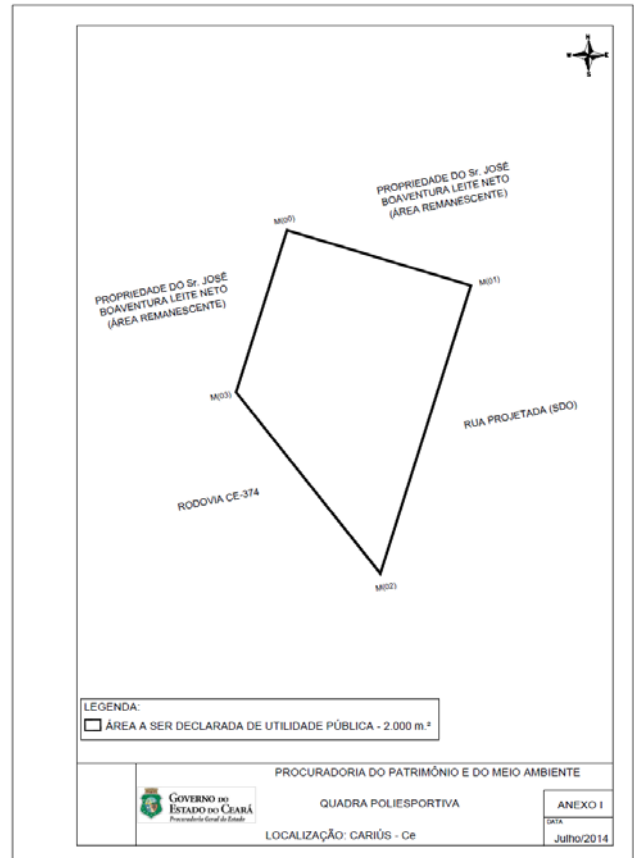 N
W E
S
PROPRIEDADE DO Sr. JOSÉ
BOAVENTURA LEITE NETO
(ÁREA REMANESCENTE)
M(00)
M(01)
PROPRIEDADE DO Sr. JOSÉ
BOAVENTURA LEITE NETO
(ÁREA REMANESCENTE)
M(03)
RUA PROJETADA (SDO)
RODOVIA CE-374
M(02)
LEGENDA:
ÁREA A SER DECLARADA DE UTILIDADE PÚBLICA - 2.000 m.²
PROCURADORIA DO PATRIMÔNIO E DO MEIO AMBIENTE
GOVERNO DO
ESTADO DO CEARÁ
Procuradoria Geral do Estado
QUADRA POLIESPORTIVA
ANEXO I
LOCALIZAÇÃO: CARIÚS - Ce
DATA
Julho/2014